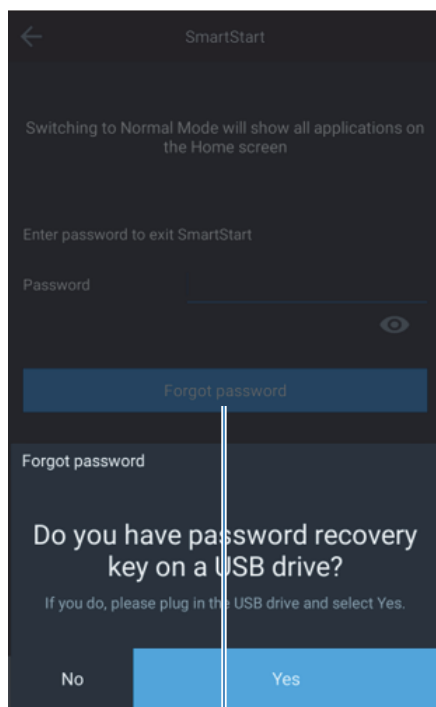 SmartStart
Switching to Normal Mode will show all applications on
the Home screen
Enter password to exit SmartStart
Password
Forgot password
Forgot password
Do you have password recovery
key on a USB drive?
If you do, please plug in the USB drive and select Yes.
No
Yes